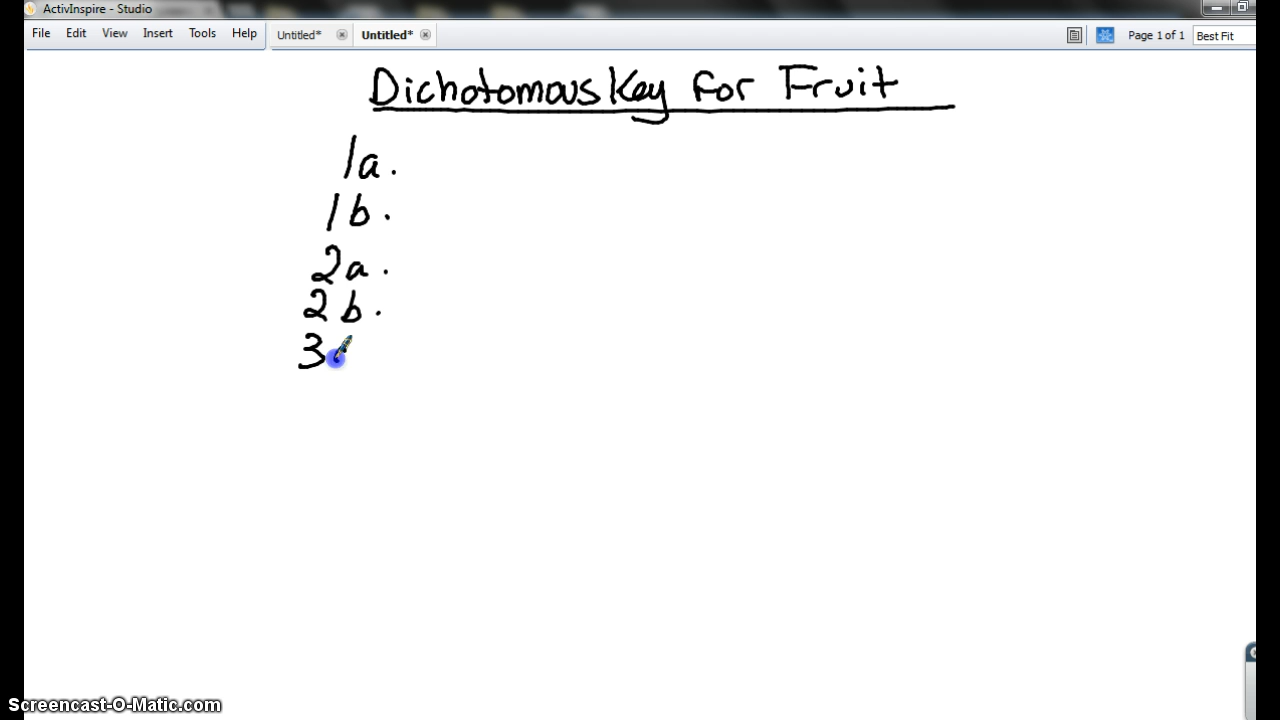 ActivInspire - Studio
File Edit View Insert Tools Help Untitled* Untitled* Page 1 of 1 Best Fit
Dichotomous Key for Fruit
1a.
1b.
2a.
2b.
3
Screencast-O-Matic.com